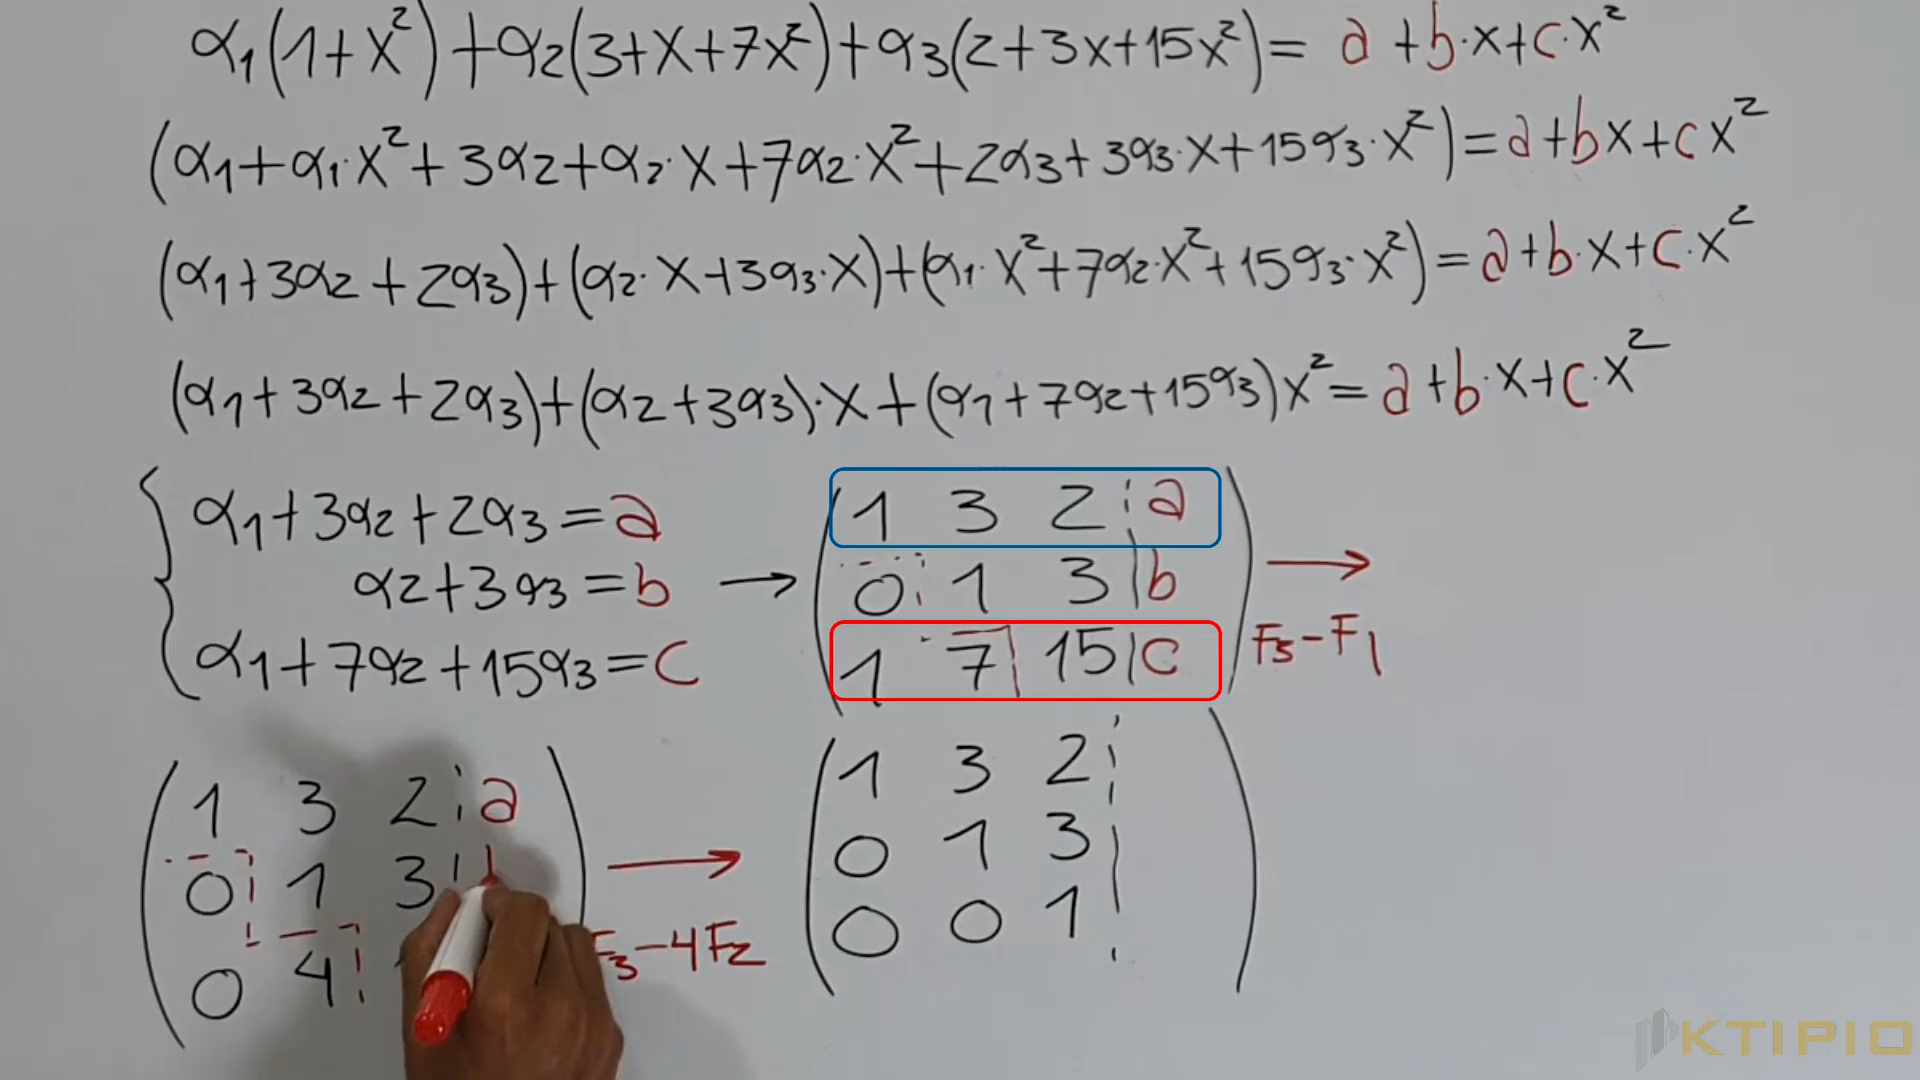 α1(1+x²)+α2(3+x+7x²)+α3(2+3x+15x²)= a+b·x+c·x²
(α1+α1·x²+3α2+α2·x+7α2·x²+2α3+3α3·x+15α3·x²)=a+bx+cx²
(α1+3α2+2α3)+(α2·x+3α3·x)+(α1·x²+7α2·x²+15α3·x²)=a+b·x+c·x²
(α1+3α2+2α3)+(α2+3α3)·x+(α1+7α2+15α3)x²=a+b·x+c·x²
α1+3α2+2α3=a
α2+3α3=b
α1+7α2+15α3=c
→
1 3 2 a
0 1 3 b
1 7 15 c
→
F3-F1
1 3 2 a
0 1 3
0 4
→
F3-4F2
1 3 2
0 1 3
0 0 1
KTIPIO